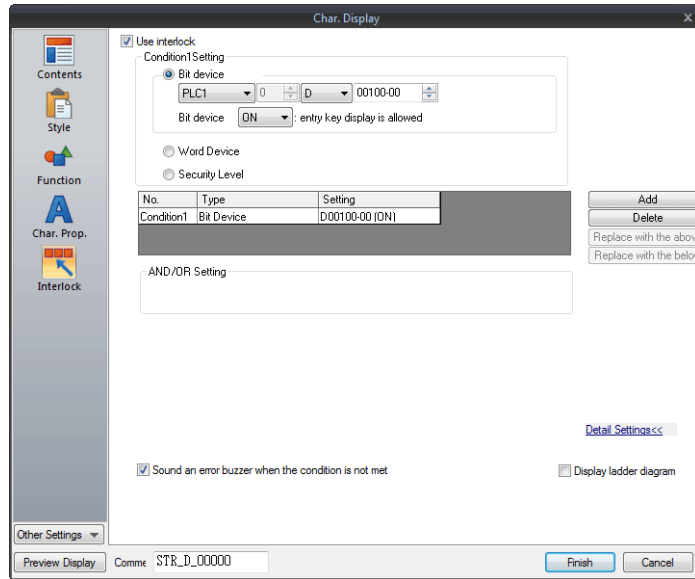 Char. Display
x
Contents
Style
Function
Char. Prop.
Interlock
Other Settings
Preview Display
Use interlock
Condition1Setting
Bit device
PLC1 0 D 00100-00
Bit device ON : entry key display is allowed
Word Device
Security Level
No. Type Setting
Condition1 Bit Device D00100-00 (ON)
Add
Delete
Replace with the abov
Replace with the belov
AND/OR Setting
Detail Settings<<
Sound an error buzzer when the condition is not met
Display ladder diagram
Comme STR_D_00000
Finish
Cancel